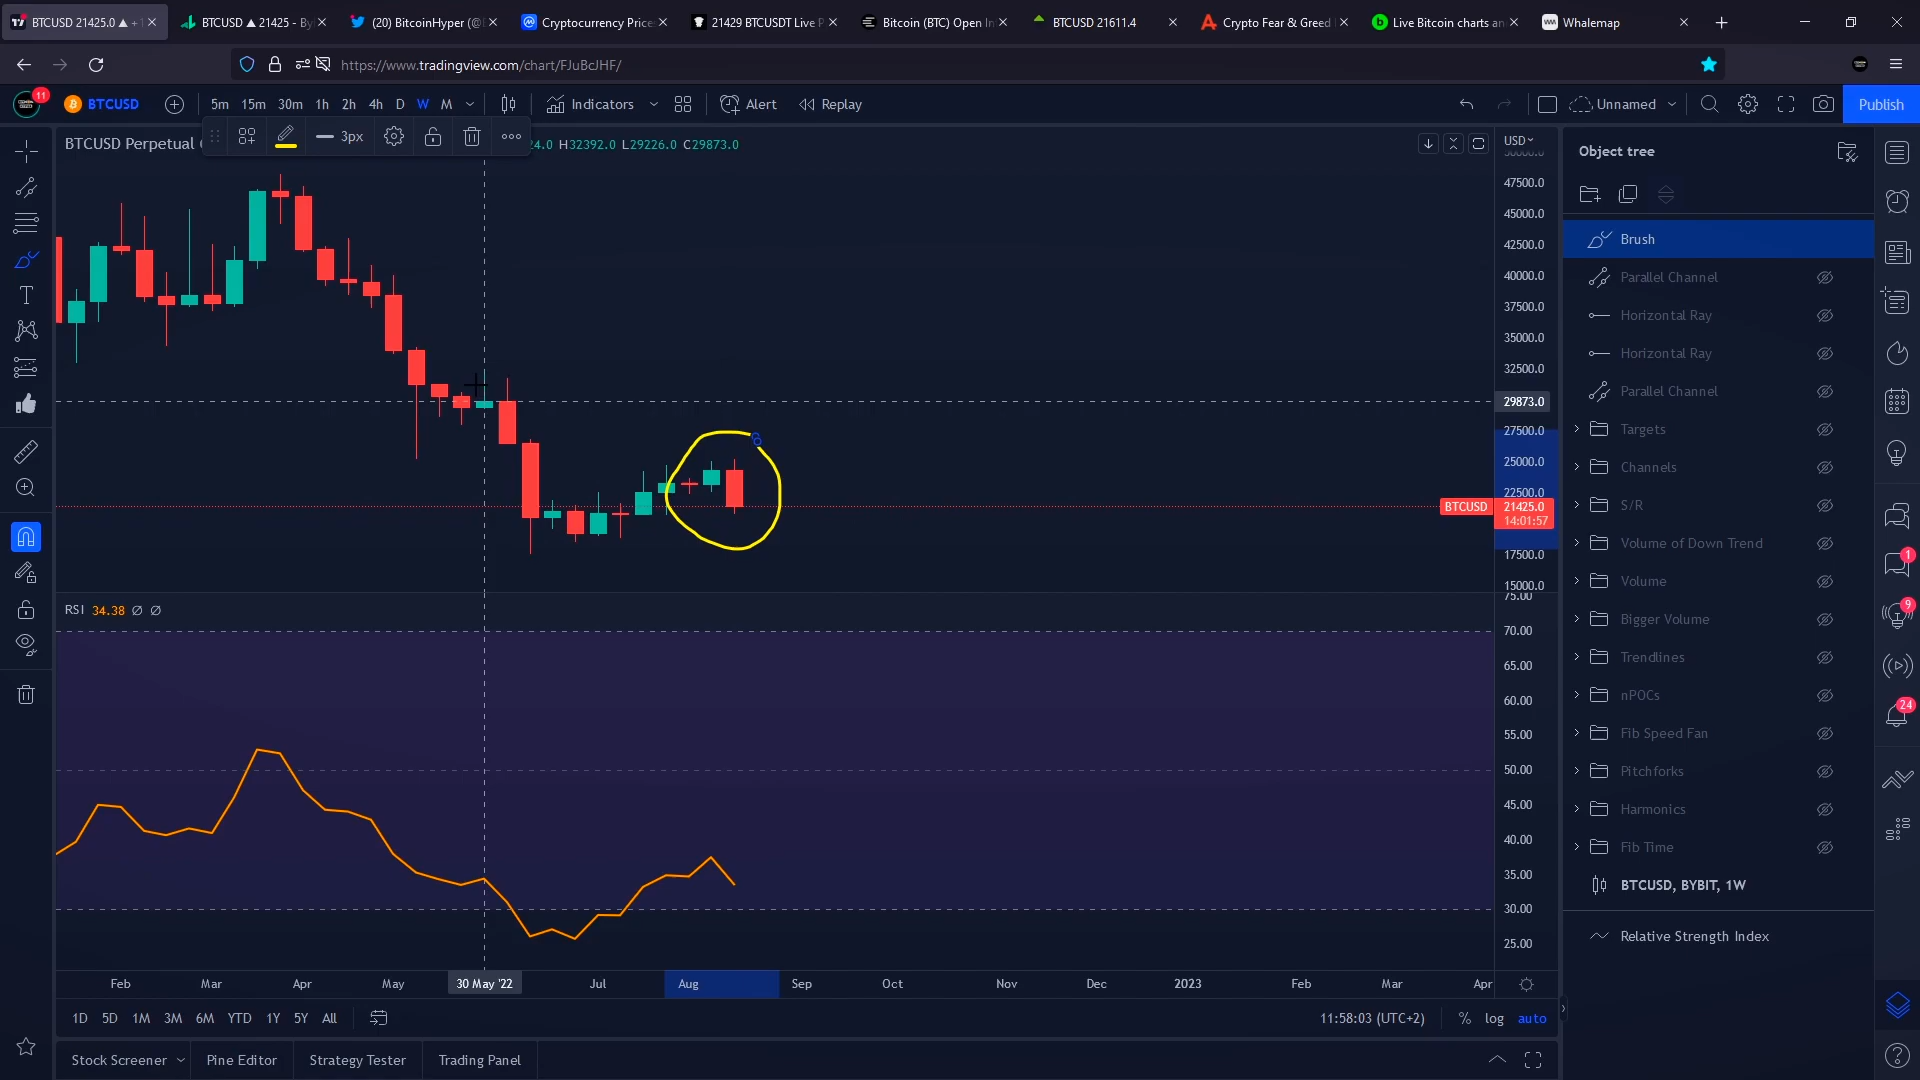 BTCUSD 21425.0 ▲ +1
BTCUSD ▲ 21425 - By
(20) BitcoinHyper (@
Cryptocurrency Price
21429 BTCUSDT Live P
Bitcoin (BTC) Open In
BTCUSD 21611.4
Crypto Fear & Greed
Live Bitcoin charts an
Whalemap
https://www.tradingview.com/chart/FJuBcJHF/
11
BTCUSD
5m 15m 30m 1h 2h 4h D W M
Indicators
Alert
Replay
Unnamed
Publish
3px
BTCUSD Perpetual
24.0 H32392.0 L29226.0 C29873.0
USD
47500.0
45000.0
42500.0
40000.0
37500.0
35000.0
32500.0
29873.0
27500.0
25000.0
22500.0
BTCUSD 21425.0
14:01:57
17500.0
15000.0
RSI 34.38 Ø Ø
75.00
70.00
65.00
60.00
55.00
50.00
45.00
40.00
35.00
30.00
25.00
Feb Mar Apr May 30 May '22 Jul Aug Sep Oct Nov Dec 2023 Feb Mar Apr
1D 5D 1M 3M 6M YTD 1Y 5Y All
11:58:03 (UTC+2) % log auto
Stock Screener Pine Editor Strategy Tester Trading Panel
Object tree
Brush
Parallel Channel
Horizontal Ray
Horizontal Ray
Parallel Channel
Targets
Channels
S/R
Volume of Down Trend
Volume
Bigger Volume
Trendlines
nPOCs
Fib Speed Fan
Pitchforks
Harmonics
Fib Time
BTCUSD, BYBIT, 1W
Relative Strength Index
1
9
24